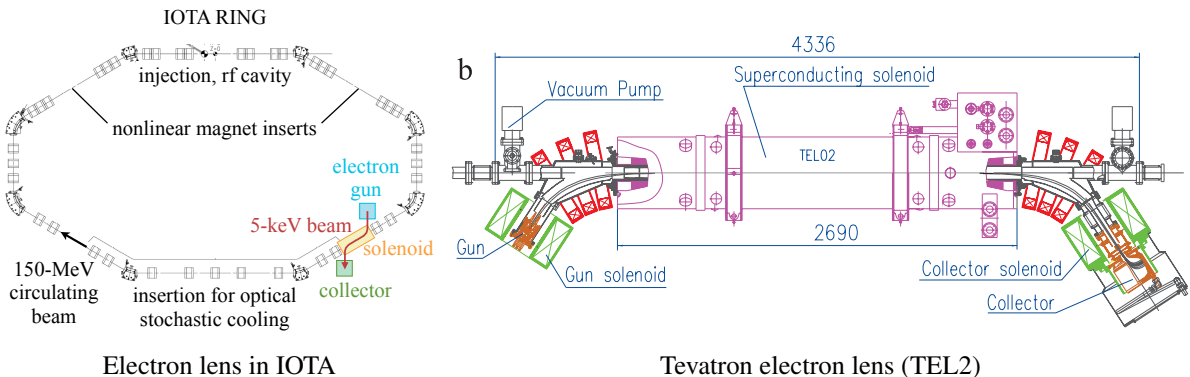 IOTA RING
injection, rf cavity
nonlinear magnet inserts
electron
gun
5-keV beam
solenoid
collector
150-MeV
circulating
beam
insertion for optical
stochastic cooling
Electron lens in IOTA
b
4336
Superconducting solenoid
Vacuum Pump
TEL02
2690
Gun
Gun solenoid
Collector solenoid
Collector
Tevatron electron lens (TEL2)